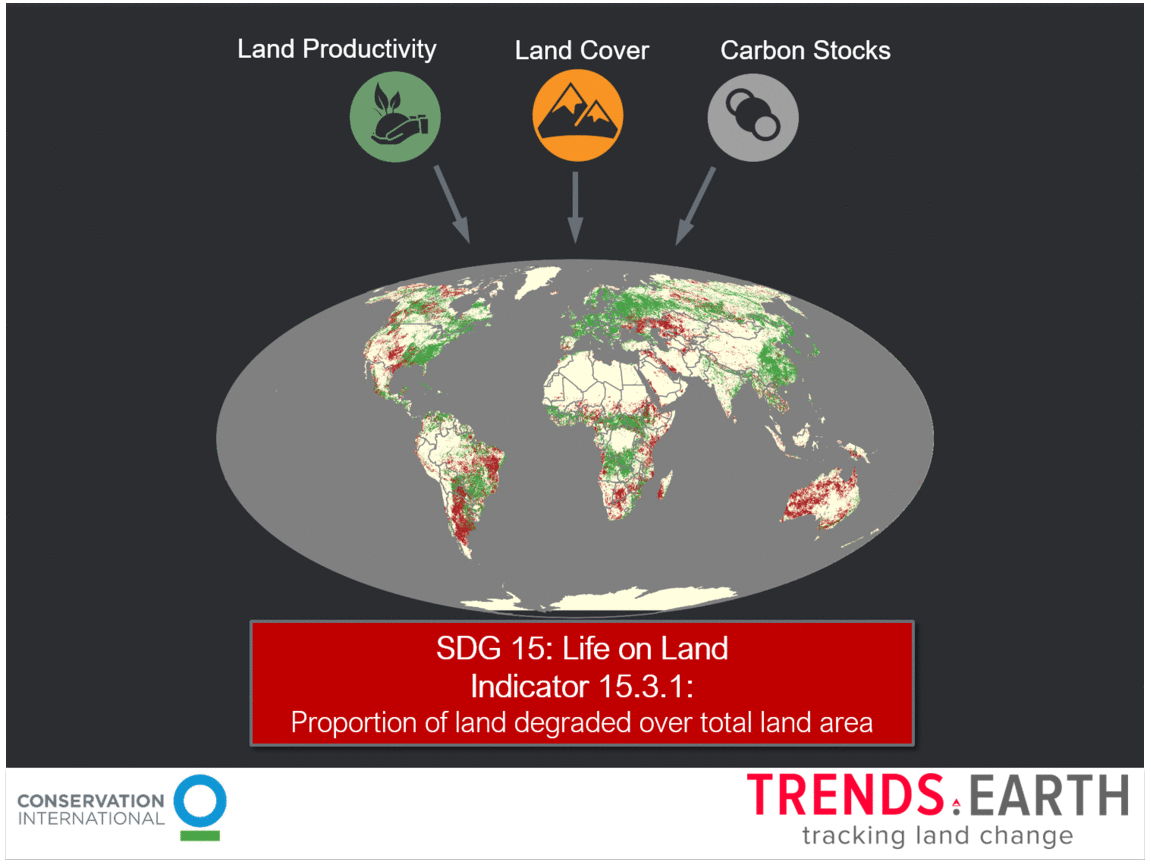 Land Productivity
Land Cover
Carbon Stocks
SDG 15: Life on Land
Indicator 15.3.1:
Proportion of land degraded over total land area
CONSERVATION
INTERNATIONAL
TRENDS.EARTH
tracking land change